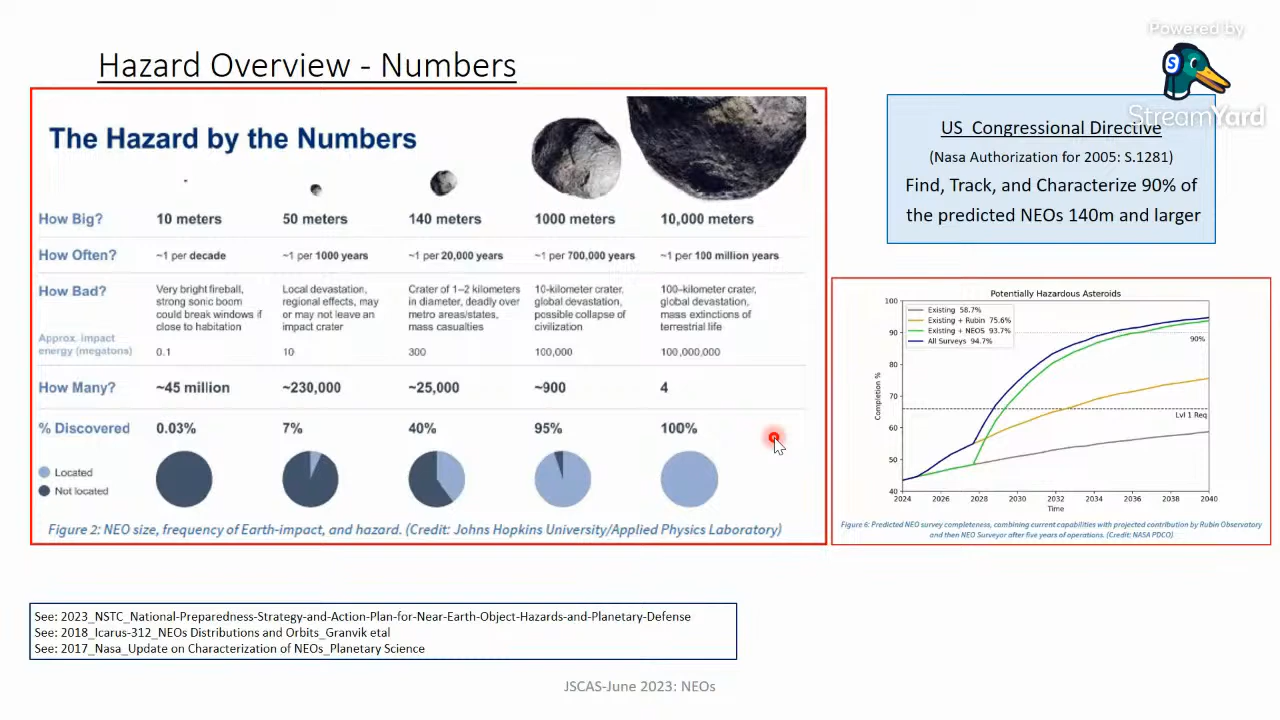 Powered by
StreamYard
Hazard Overview - Numbers
The Hazard by the Numbers
How Big? 10 meters 50 meters 140 meters 1000 meters 10,000 meters
How Often? ~1 per decade ~1 per 1000 years ~1 per 20,000 years ~1 per 700,000 years ~1 per 100 million years
How Bad?
Very bright fireball,
strong sonic boom
could break windows if
close to habitation
Local devastation,
regional effects, may
or may not leave an
impact crater
Crater of 1–2 kilometers
in diameter, deadly over
metro areas/states,
mass casualties
10-kilometer crater,
global devastation,
possible collapse of
civilization
100-kilometer crater,
global devastation,
mass extinctions of
terrestrial life
Approx. impact
energy (megatons) 0.1 10 300 100,000 100,000,000
How Many? ~45 million ~230,000 ~25,000 ~900 4
% Discovered 0.03% 7% 40% 95% 100%
Located
Not located
Figure 2: NEO size, frequency of Earth-impact, and hazard. (Credit: Johns Hopkins University/Applied Physics Laboratory)
US Congressional Directive
(Nasa Authorization for 2005: S.1281)
Find, Track, and Characterize 90% of
the predicted NEOs 140m and larger
Potentially Hazardous Asteroids
Existing 58.7%
Existing + Rubin 75.6%
Existing + NEOS 93.7%
All Surveys 94.7%
90%
Lvl 1 Req
Completion %
100
90
80
70
60
50
40
2024 2026 2028 2030 2032 2034 2036 2038 2040
Time
Figure 6: Predicted NEO survey completeness, combining current capabilities with projected contribution by Rubin Observatory
and then NEO Surveyor after five years of operations. (Credit: NASA PDCO)
See: 2023_NSTC_National-Preparedness-Strategy-and-Action-Plan-for-Near-Earth-Object-Hazards-and-Planetary-Defense
See: 2018_Icarus-312_NEOs Distributions and Orbits_Granvik etal
See: 2017_Nasa_Update on Characterization of NEOs_Planetary Science
JSCAS-June 2023: NEOs